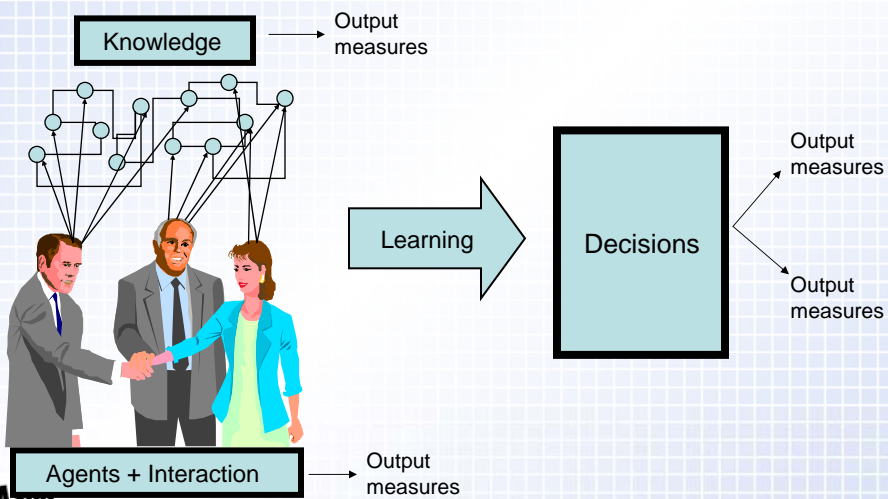 Knowledge
Output
measures
Learning
Decisions
Output
measures
Output
measures
Agents + Interaction
Output
measures